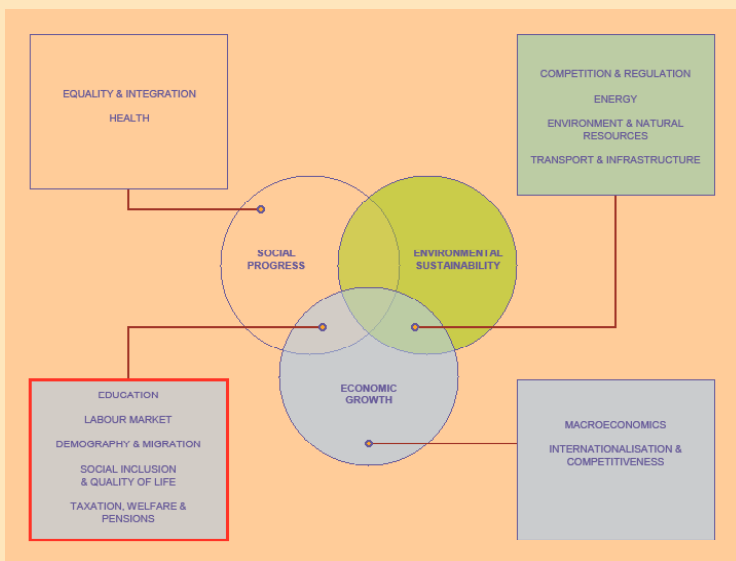 EQUALITY & INTEGRATION
HEALTH
COMPETITION & REGULATION
ENERGY
ENVIRONMENT & NATURAL
RESOURCES
TRANSPORT & INFRASTRUCTURE
SOCIAL
PROGRESS
ENVIRONMENTAL
SUSTAINABILITY
ECONOMIC
GROWTH
EDUCATION
LABOUR MARKET
DEMOGRAPHY & MIGRATION
SOCIAL INCLUSION
& QUALITY OF LIFE
TAXATION, WELFARE &
PENSIONS
MACROECONOMICS
INTERNATIONALISATION &
COMPETITIVENESS